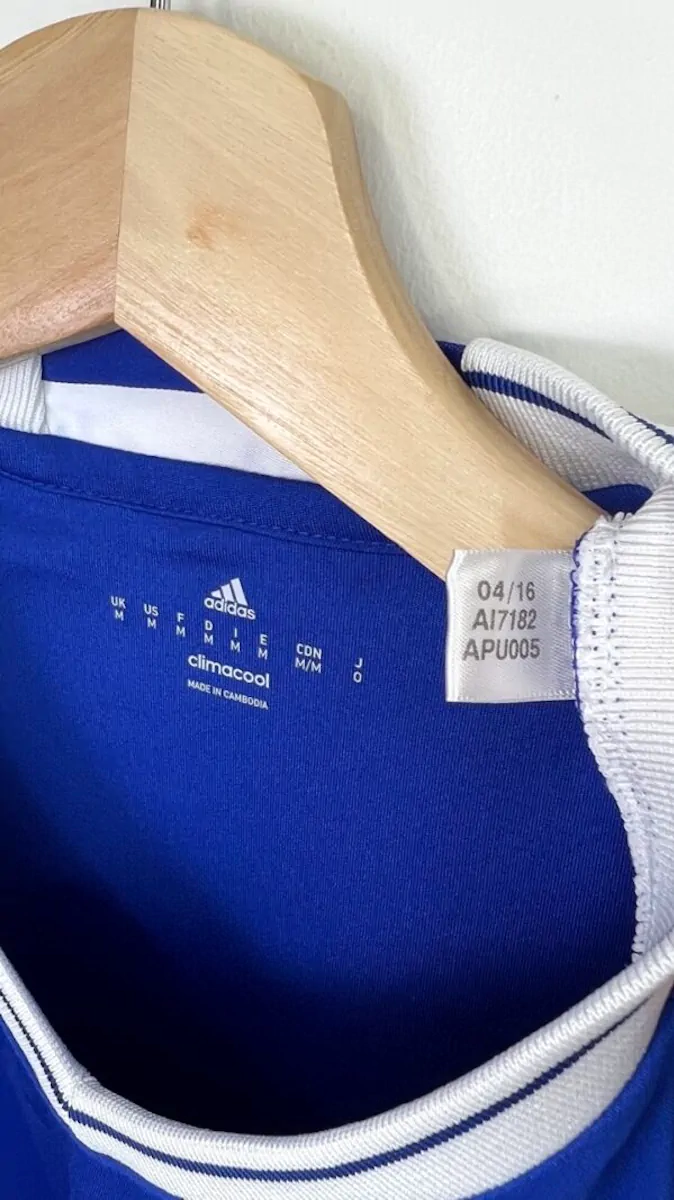 adidas
UK US F D I E CDN J
M M M M M M M/M O
climacool
MADE IN CAMBODIA
04/16
AI7182
APU005